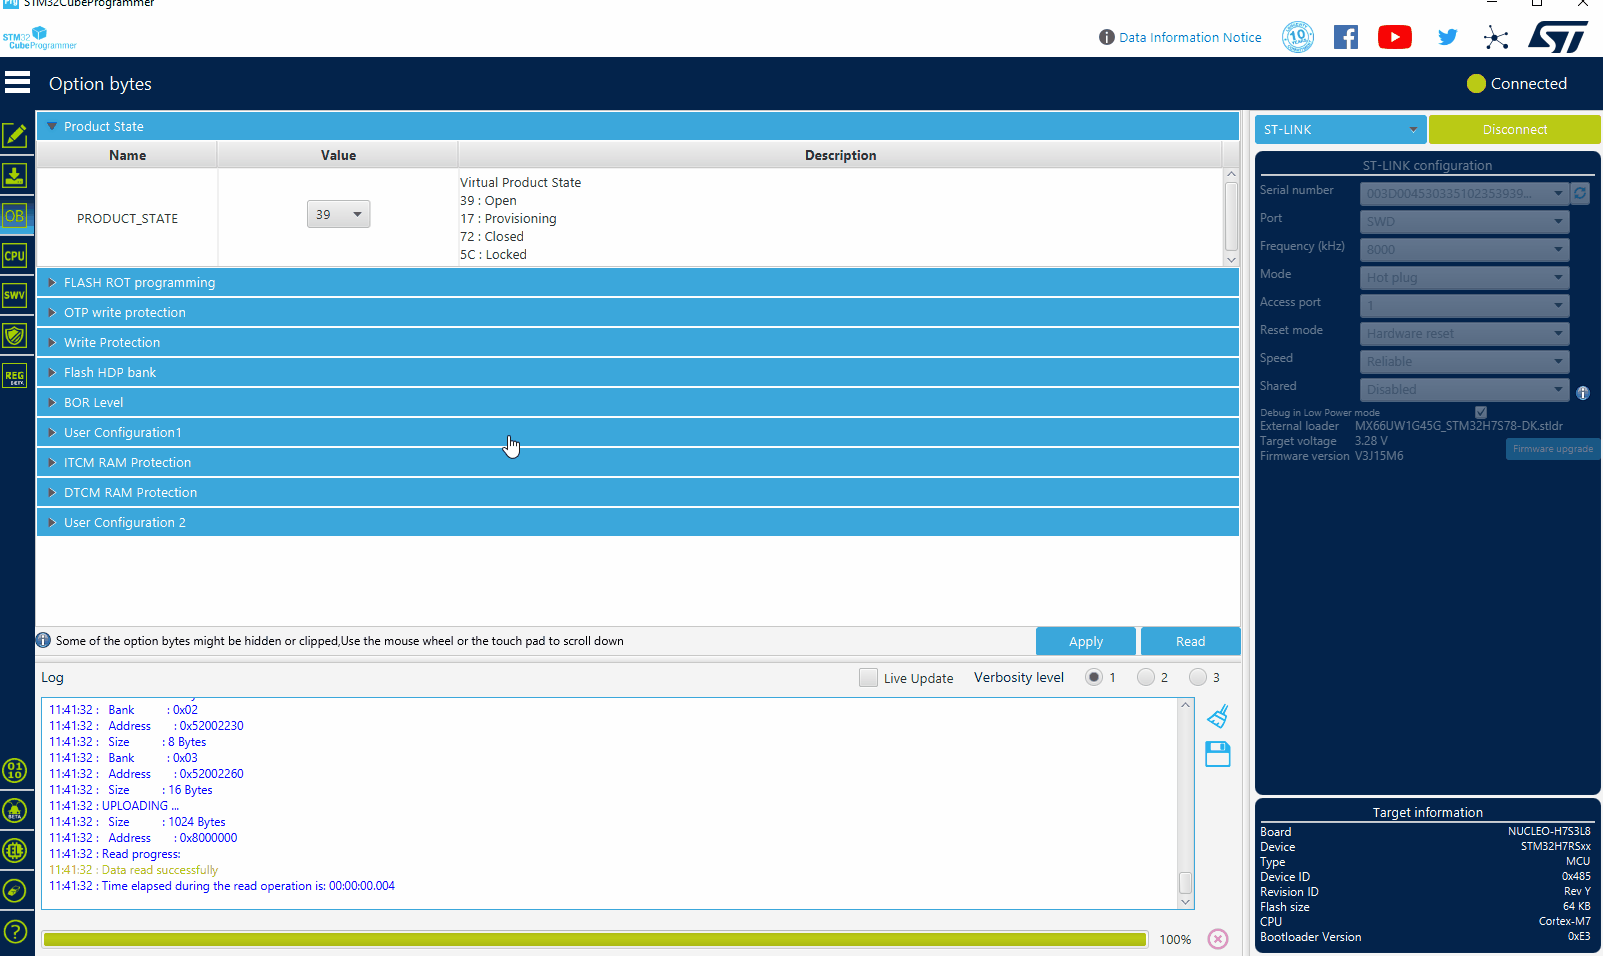 STM32CubeProgrammer
STM32
CubeProgrammer
Data Information Notice
10
Option bytes
Connected
Product State
Name Value Description
PRODUCT_STATE
39
Virtual Product State
39 : Open
17 : Provisioning
72 : Closed
5C : Locked
FLASH ROT programming
OTP write protection
Write Protection
Flash HDP bank
BOR Level
User Configuration1
ITCM RAM Protection
DTCM RAM Protection
User Configuration 2
Some of the option bytes might be hidden or clipped,Use the mouse wheel or the touch pad to scroll down
Apply Read
Log
Live Update Verbosity level 1 2 3
11:41:32 : Bank : 0x02
11:41:32 : Address : 0x52002230
11:41:32 : Size : 8 Bytes
11:41:32 : Bank : 0x03
11:41:32 : Address : 0x52002260
11:41:32 : Size : 16 Bytes
11:41:32 : UPLOADING ...
11:41:32 : Size : 1024 Bytes
11:41:32 : Address : 0x8000000
11:41:32 : Read progress:
11:41:32 : Data read successfully
11:41:32 : Time elapsed during the read operation is: 00:00:00.004
100%
OB
CPU
SWV
REG
BETA
01
10
ST-LINK
Disconnect
ST-LINK configuration
Serial number 003D004530335102353939...
Port SWD
Frequency (kHz) 8000
Mode Hot plug
Access port 1
Reset mode Hardware reset
Speed Reliable
Shared Disabled
Debug in Low Power mode
External loader MX66UW1G45G_STM32H7S78-DK.stldr
Target voltage 3.28 V
Firmware version V3J15M6
Firmware upgrade
Target information
Board NUCLEO-H7S3L8
Device STM32H7RSxx
Type MCU
Device ID 0x485
Revision ID Rev Y
Flash size 64 KB
CPU Cortex-M7
Bootloader Version 0xE3